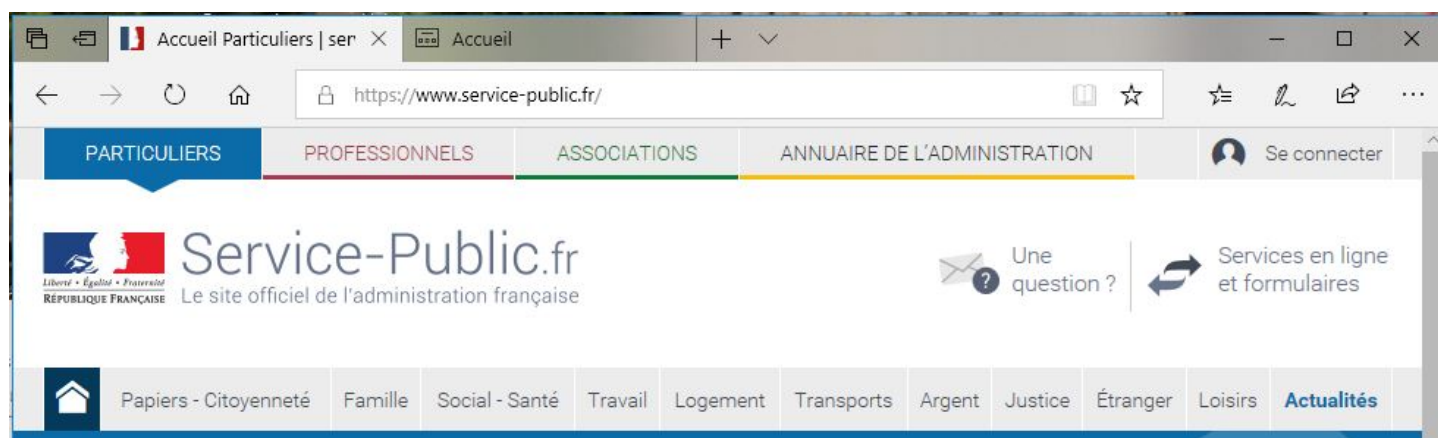 Accueil Particuliers | ser
Accueil
https://www.service-public.fr/
PARTICULIERS
PROFESSIONNELS
ASSOCIATIONS
ANNUAIRE DE L'ADMINISTRATION
Se connecter
Liberté • Égalité • Fraternité
RÉPUBLIQUE FRANÇAISE
Service-Public.fr
Le site officiel de l'administration française
Une
question ?
?
Services en ligne
et formulaires
Papiers - Citoyenneté
Famille
Social - Santé
Travail
Logement
Transports
Argent
Justice
Étranger
Loisirs
Actualités